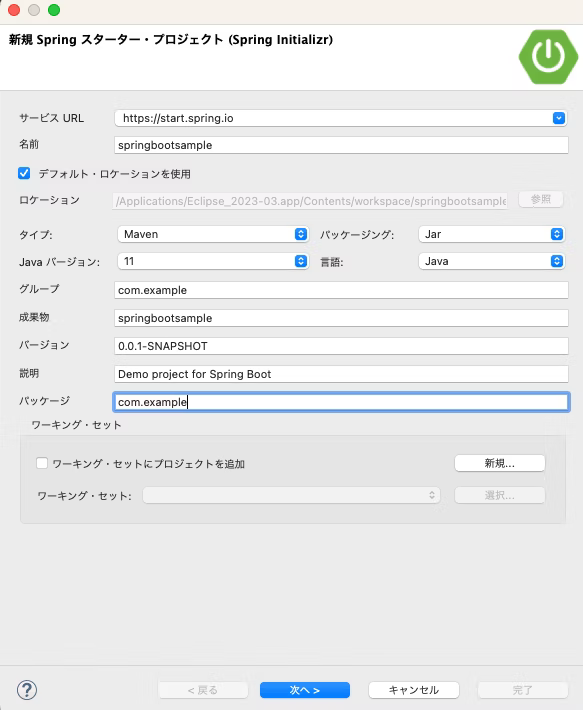 新規 Spring スターター・プロジェクト (Spring Initializr)
サービス URL https://start.spring.io
名前 springbootsample
デフォルト・ロケーションを使用
ロケーション /Applications/Eclipse_2023-03.app/Contents/workspace/springbootsample 参照
タイプ: Maven パッケージング: Jar
Java バージョン: 11 言語: Java
グループ com.example
成果物 springbootsample
バージョン 0.0.1-SNAPSHOT
説明 Demo project for Spring Boot
パッケージ com.example
ワーキング・セット
ワーキング・セットにプロジェクトを追加 新規...
ワーキング・セット: 選択...
? < 戻る 次へ > キャンセル 完了